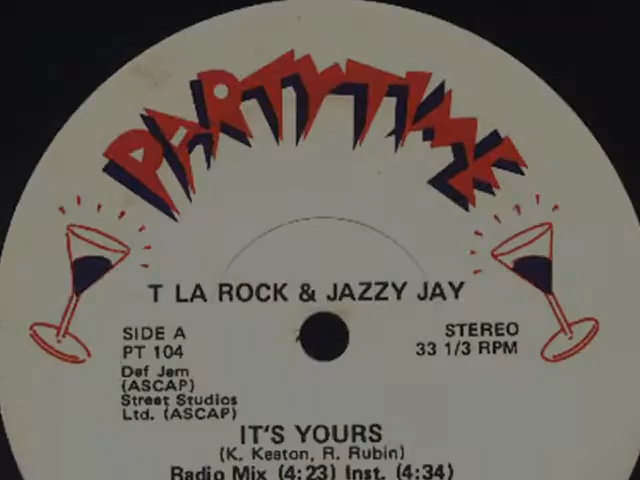 PARTYTIME
T LA ROCK & JAZZY JAY
SIDE A
PT 104
Def Jam
(ASCAP)
Street Studios
Ltd. (ASCAP)
STEREO
33 1/3 RPM
IT'S YOURS
(K. Keaton, R. Rubin)
Radio Mix (4:23) Inst. (4:34)